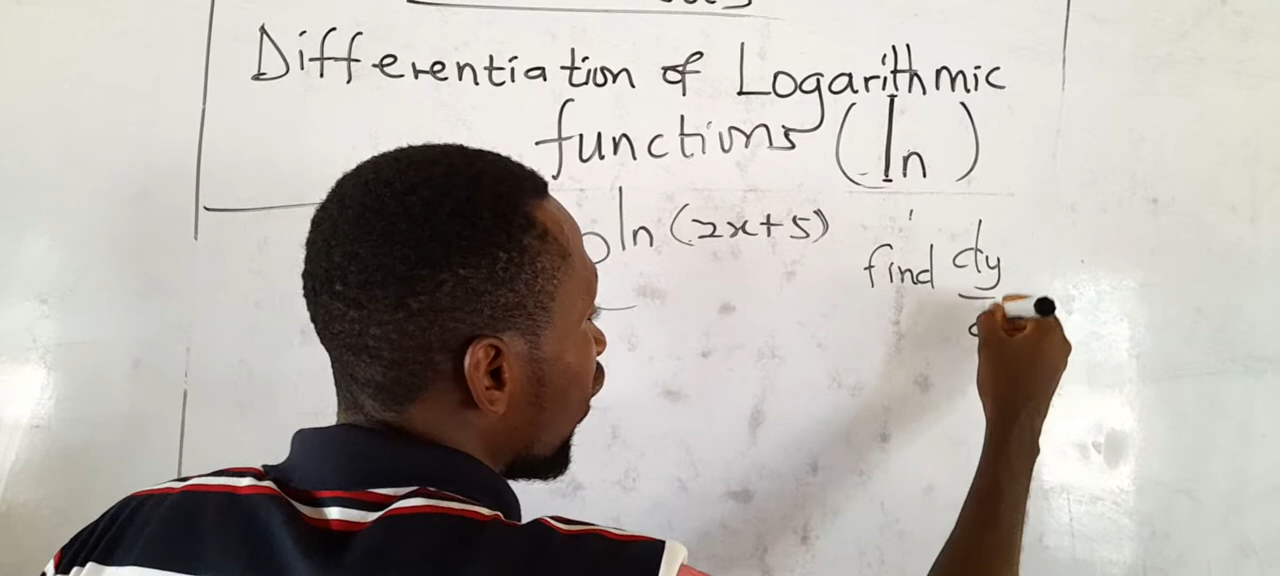 Differentiation of Logarithmic
functions (ln)
ln (2x+5) find dy